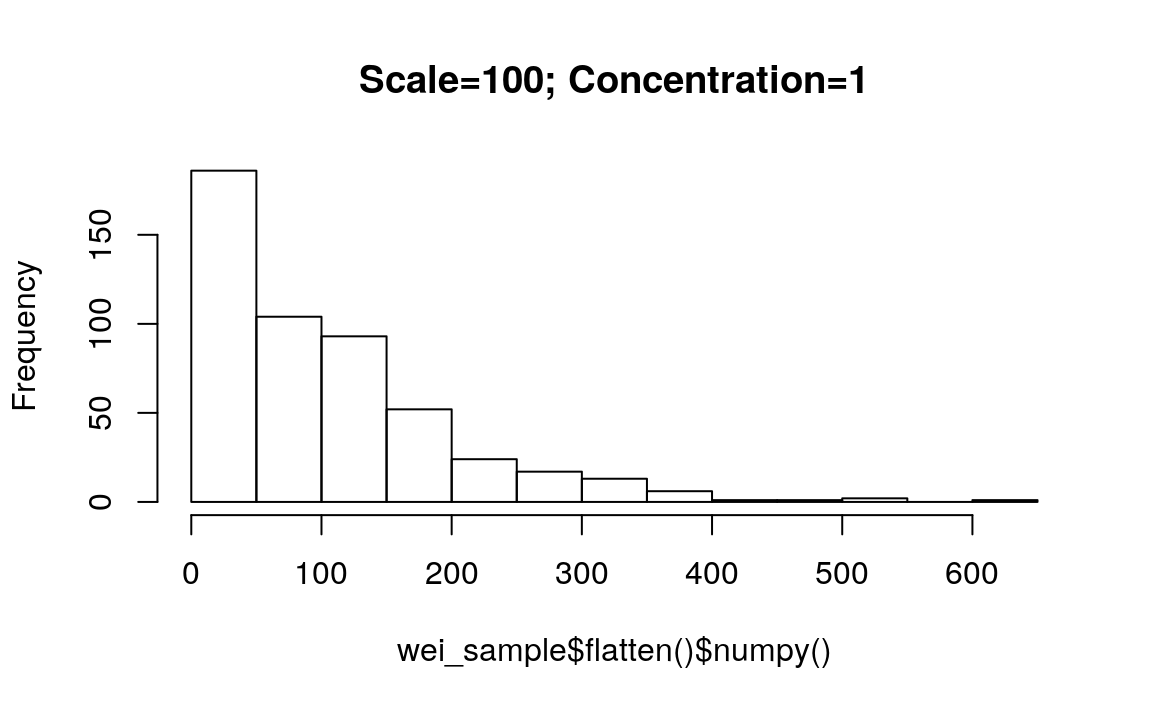 Scale=100; Concentration=1
Frequency
150
100
50
0
0 100 200 300 400 500 600
wei_sample$flatten()$numpy()